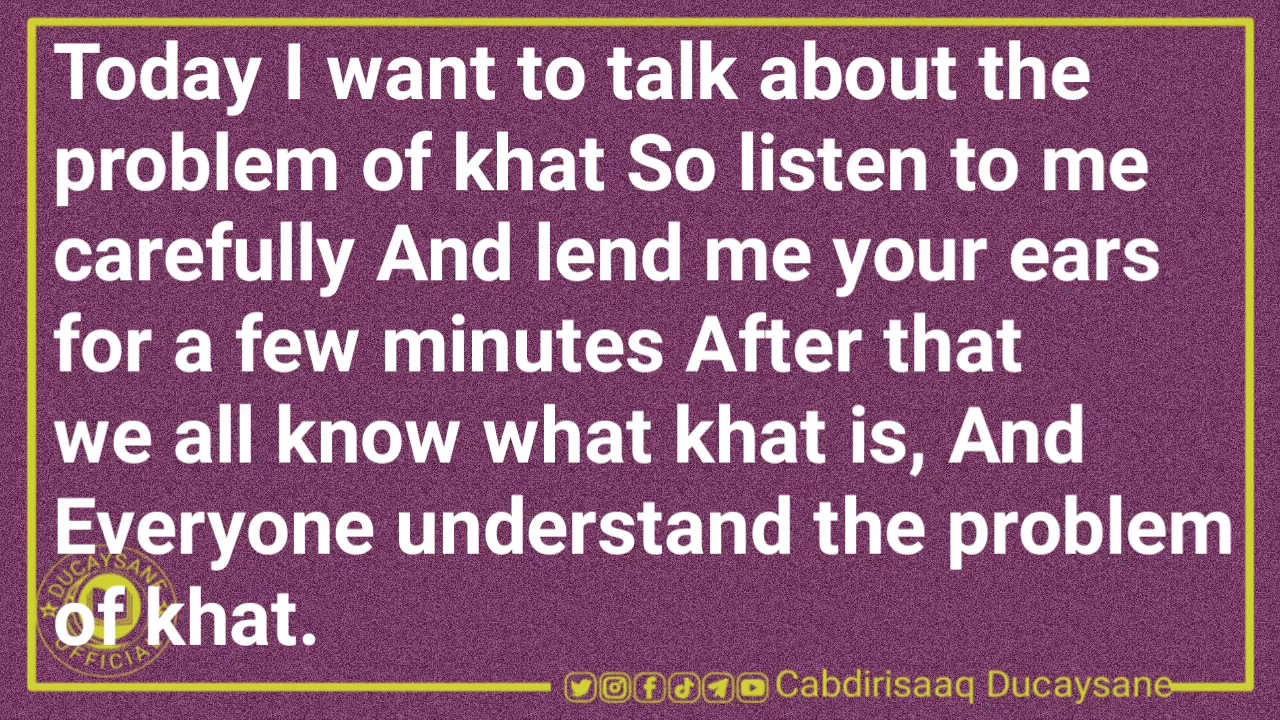 Today I want to talk about the
problem of khat So listen to me
carefully And lend me your ears
for a few minutes After that
we all know what khat is, And
Everyone understand the problem
of khat.
DUCAYSANE
OFFICIAL
Cabdirisaaq Ducaysane